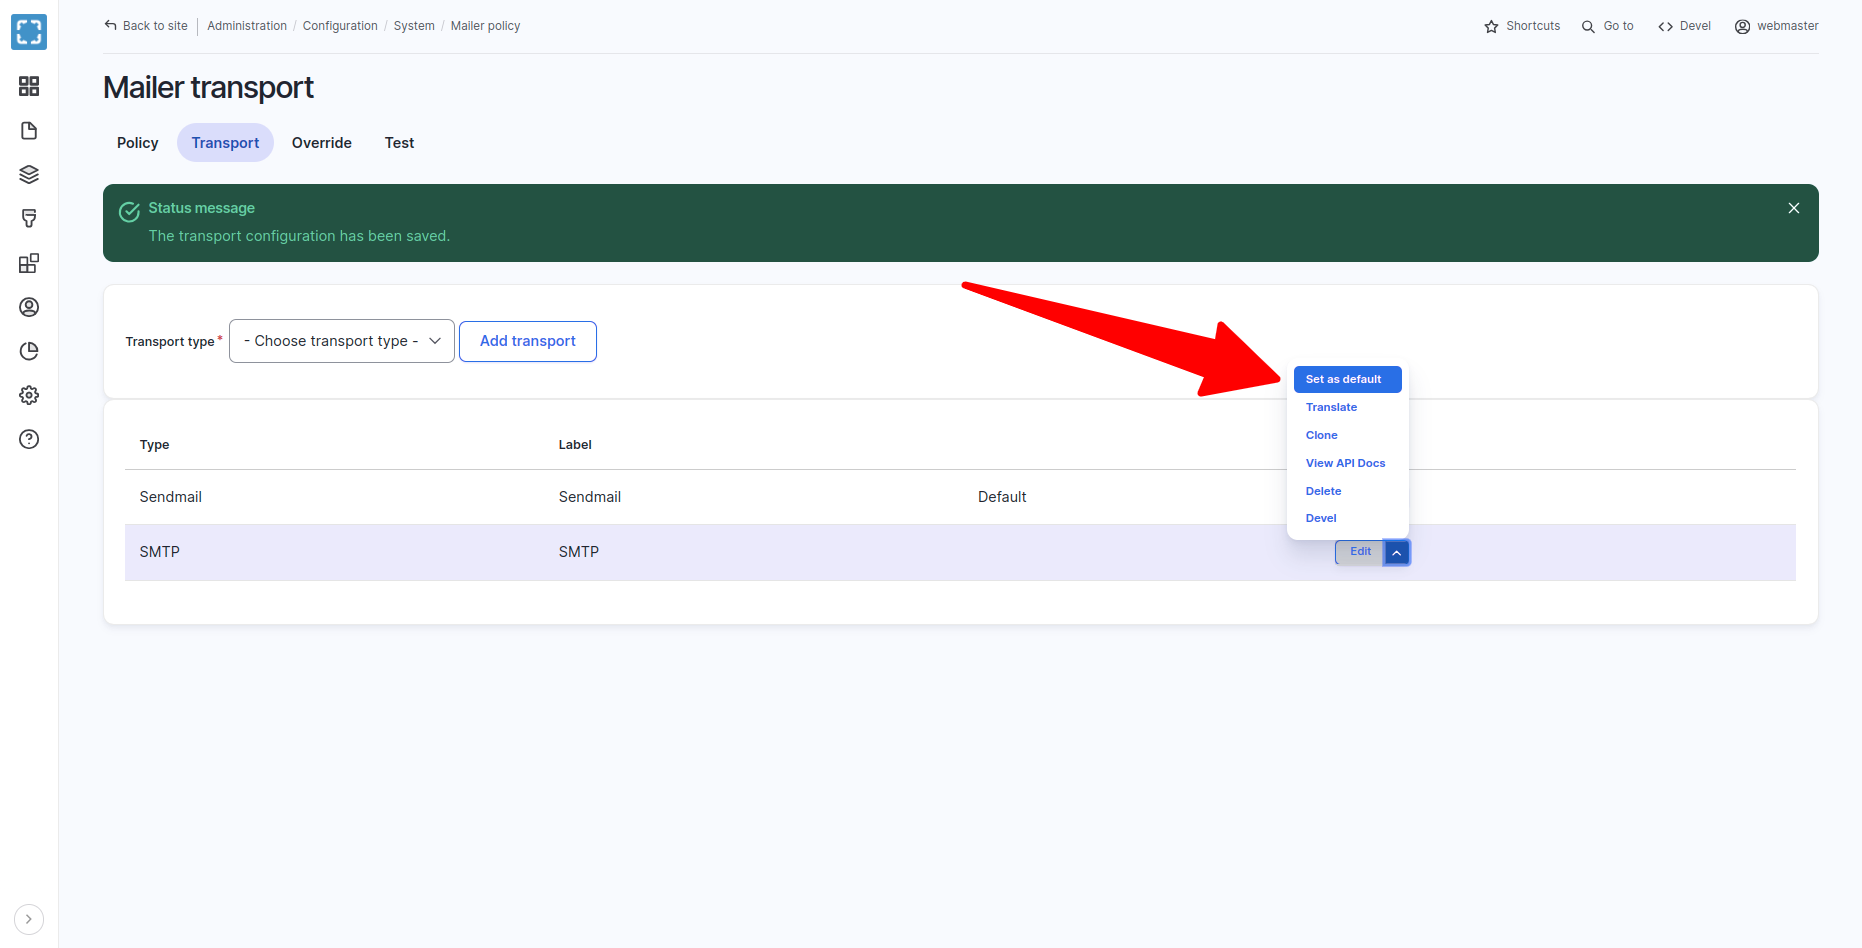 Back to site Administration / Configuration / System / Mailer policy Shortcuts Go to Devel webmaster
Mailer transport
Policy Transport Override Test
Status message
The transport configuration has been saved.
Transport type * - Choose transport type - Add transport
Set as default
Translate
Clone
View API Docs
Delete
Devel
Type Label
Sendmail Sendmail Default
SMTP SMTP Edit